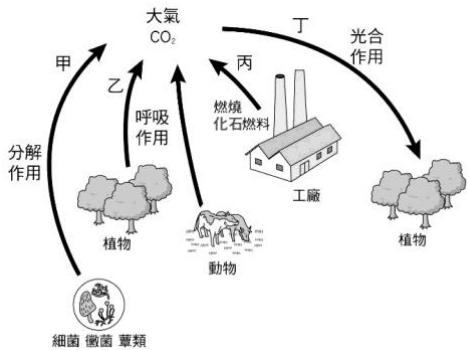 大氣
CO₂
丁
光合
作用
甲
乙
丙
呼吸
作用
燃燒
化石燃料
分解
作用
工廠
植物
植物
動物
細菌 黴菌 蕈類